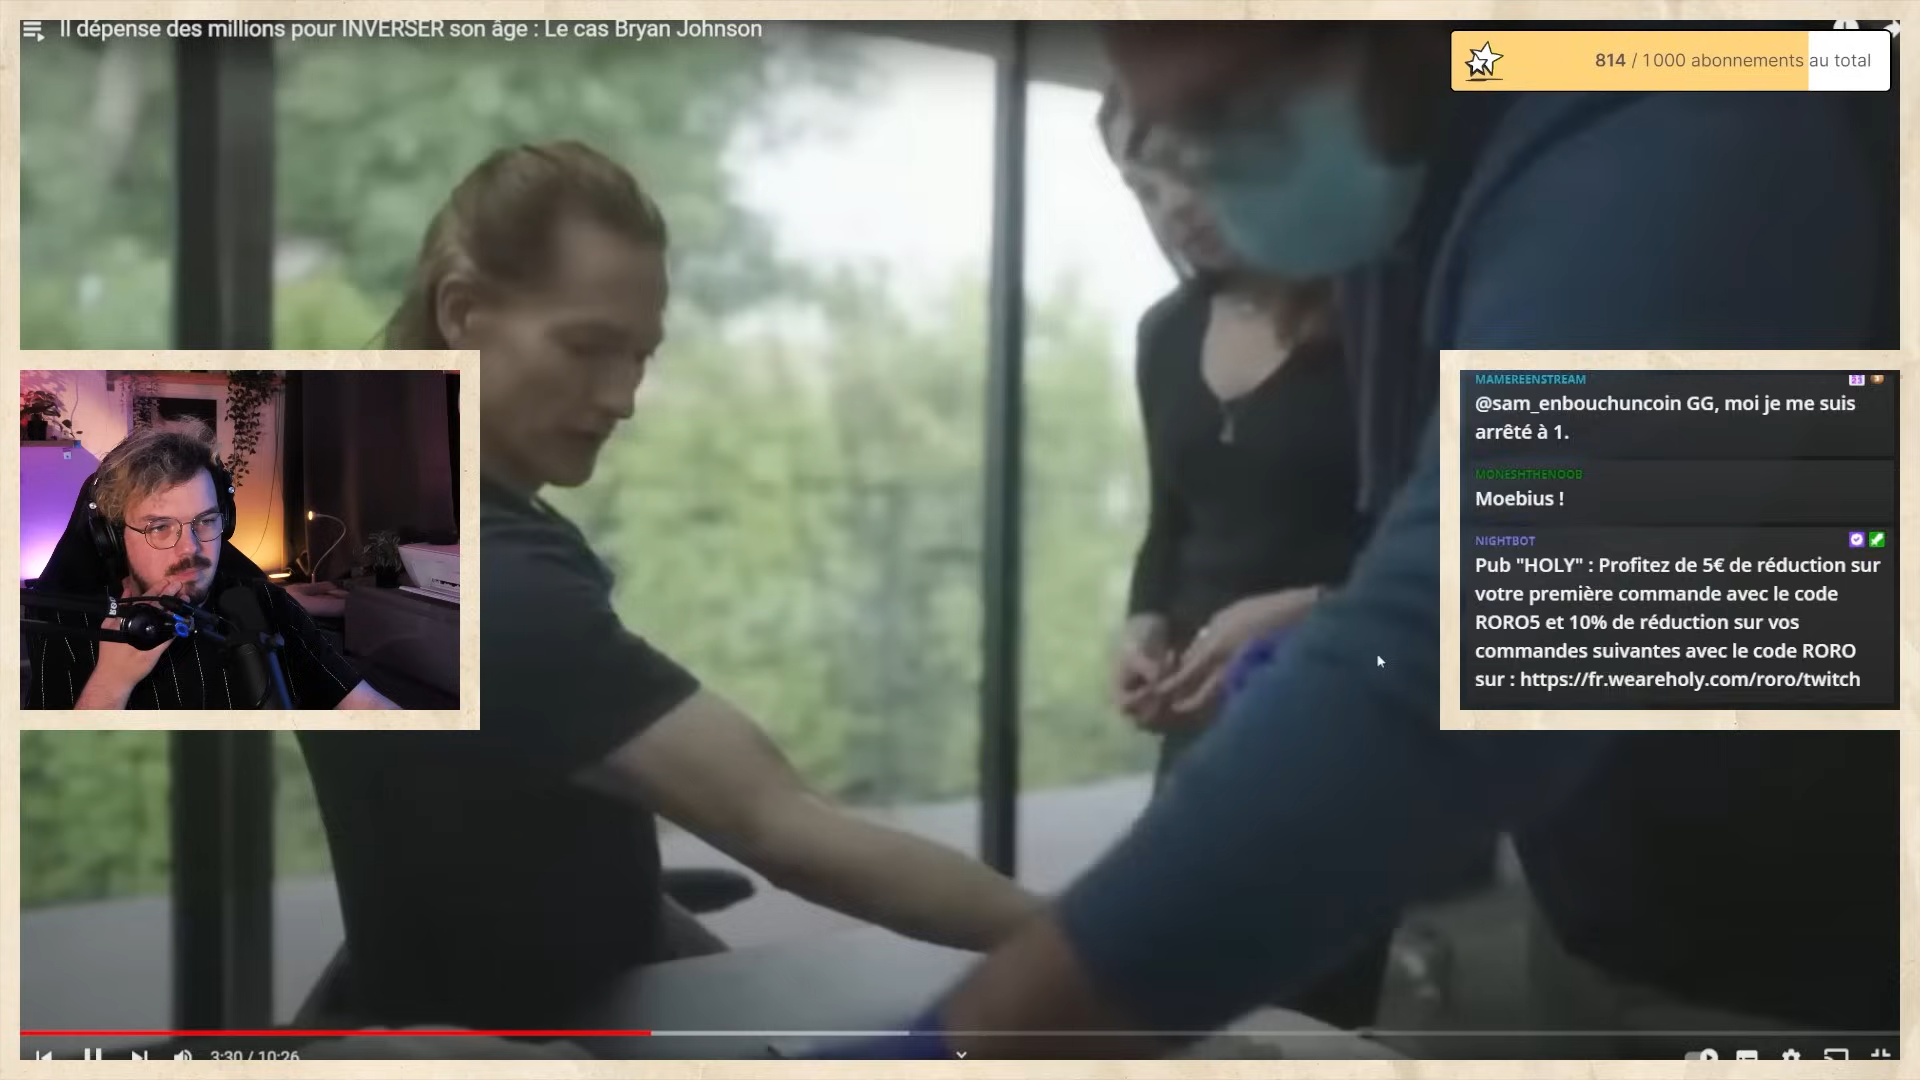 Il dépense des millions pour INVERSER son âge : Le cas Bryan Johnson
814 / 1000 abonnements au total
MAMEREENSTREAM
@sam_enbouchuncoin GG, moi je me suis
arrêté à 1.
MONESHTHENOOB
Moebius !
NIGHTBOT
Pub "HOLY" : Profitez de 5€ de réduction sur
votre première commande avec le code
RORO5 et 10% de réduction sur vos
commandes suivantes avec le code RORO
sur : https://fr.weareholy.com/roro/twitch
3:30 / 10:26